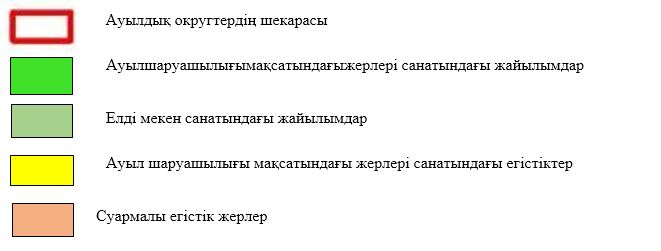 Ауылдық округтердің шекарасы
Ауылшаруашылығымақсатындағыжерлері санатындағы жайылымдар
Елді мекен санатындағы жайылымдар
Ауыл шаруашылығы мақсатындағы жерлері санатындағы егістіктер
Суармалы егістік жерлер